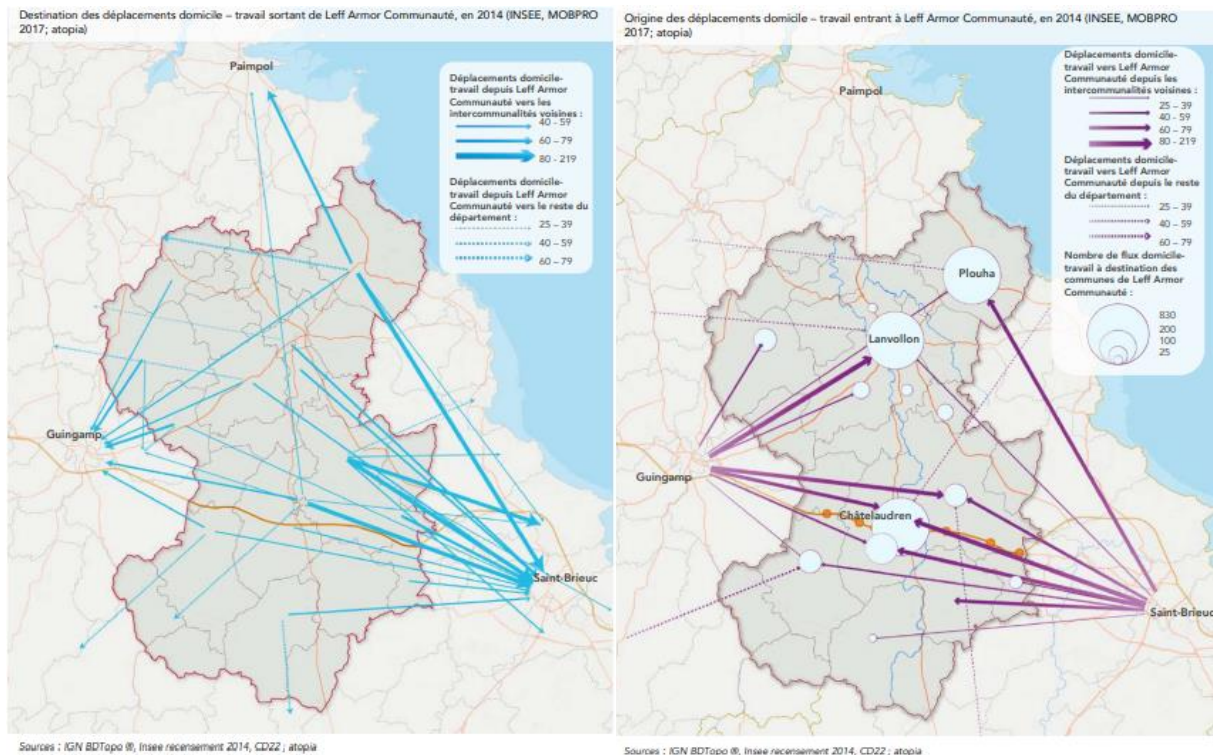 Destination des déplacements domicile – travail sortant de Leff Armor Communauté, en 2014 (INSEE, MOBPRO
2017; atopia)
Paimpol
Déplacements domicile-
travail depuis Leff Armor
Communauté vers les
intercommunalités voisines :
40 - 59
60 – 79
80 - 219
Déplacements domicile-
travail depuis Leff Armor
Communauté vers le reste du
département :
25 – 39
40 – 59
60 – 79
Guingamp
Saint-Brieuc
Sources : IGN BDTopo ®, Insee recensement 2014, CD22 ; atopia
Origine des déplacements domicile – travail entrant à Leff Armor Communauté, en 2014 (INSEE, MOBPRO
2017; atopia)
Paimpol
Déplacements domicile-
travail vers Leff Armor
Communauté depuis les
intercommunalités voisines :
25 – 39
40 - 59
60 – 79
80 - 219
Déplacements domicile-
travail vers Leff Armor
Communauté depuis le reste
du département :
25 – 39
40 – 59
60 – 79
Nombre de flux domicile-
travail à destination des
communes de Leff Armor
Communauté :
830
200
100
25
Plouha
Lanvollon
Guingamp
Châtelaudren
Saint-Brieuc
Sources : IGN BDTopo ®, Insee recensement 2014, CD22 ; atopia